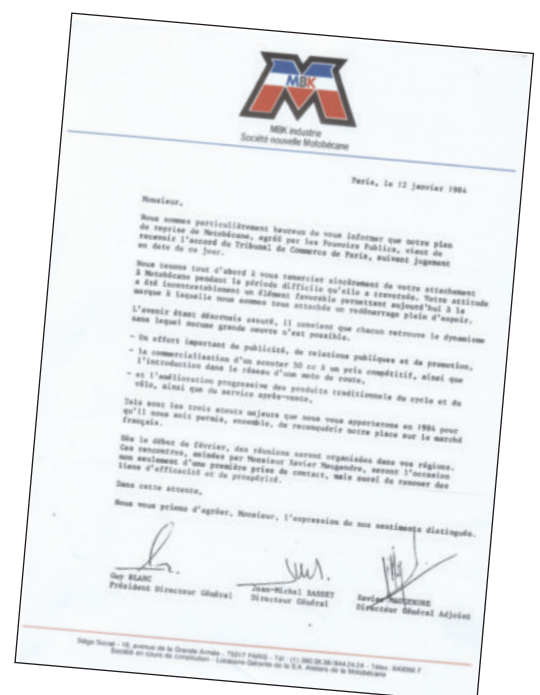 MBK
MBK industrie
Société nouvelle Motobécane
Paris, le 12 janvier 1984
Monsieur,
Nous sommes particulièrement heureux de vous informer que notre plan
de reprise de Motobécane, agréé par les Pouvoirs Publics, vient de
recevoir l'accord du Tribunal de Commerce de Paris, suivant jugement
en date de ce jour.
Nous tenons tout d'abord à vous remercier sincèrement de votre attachement
à Motobécane pendant la période difficile qu'elle a traversée. Votre attitude
a été incontestablement un élément favorable permettant aujourd'hui à la
marque à laquelle nous sommes tous attachés un redémarrage plein d'espoir.
L'avenir étant désormais assuré, il convient que chacun retrouve le dynamisme
sans lequel aucune grande oeuvre n'est possible.
- Un effort important de publicité, de relations publiques et de promotion,
- la commercialisation d'un scooter 50 cc à un prix compétitif, ainsi que
l'introduction dans le réseau d'une moto de route,
- et l'amélioration progressive des produits traditionnels du cycle et du
vélo, ainsi que du service après-vente,
Tels sont les trois atouts majeurs que nous vous apporterons en 1984 pour
qu'il nous soit permis, ensemble, de reconquérir notre place sur le marché
français.
Dès le début de février, des réunions seront organisées dans vos régions.
Ces rencontres, animées par Monsieur Xavier Maugendre, seront l'occasion
non seulement d'une première prise de contact, mais aussi de renouer des
liens d'efficacité et de prospérité.
Dans cette attente,
Nous vous prions d'agréer, Monsieur, l'expression de nos sentiments distingués.
Guy BLANC
Président Directeur Général
Jean-Michel BASSET
Directeur Général
Xavier MAUGENDRE
Directeur Général Adjoint
Siège Social - 16, avenue de la Grande Armée - 75017 PARIS - Tél : (1)
Société en cours de constitution - Locataire-Gérante de la S.A. Ateliers de la Motobécane